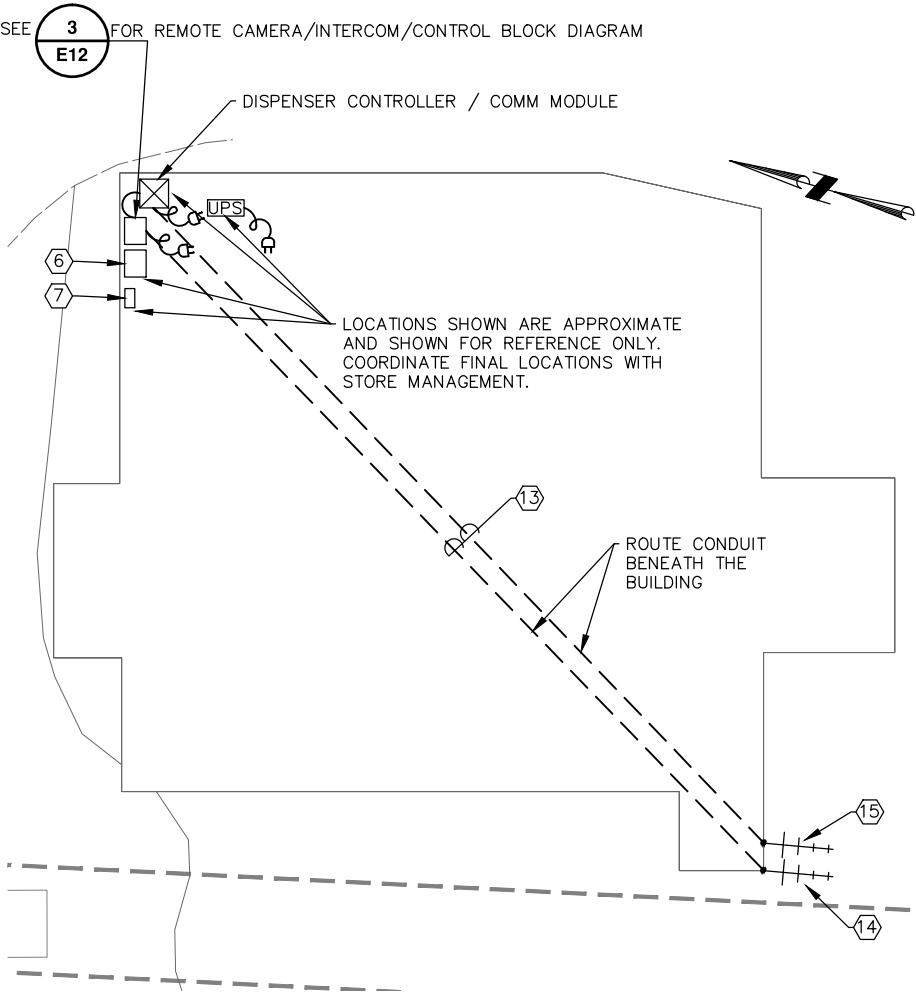 SEE 3 FOR REMOTE CAMERA/INTERCOM/CONTROL BLOCK DIAGRAM
E12
DISPENSER CONTROLLER / COMM MODULE
UPS
6
7
LOCATIONS SHOWN ARE APPROXIMATE
AND SHOWN FOR REFERENCE ONLY.
COORDINATE FINAL LOCATIONS WITH
STORE MANAGEMENT.
13
ROUTE CONDUIT
BENEATH THE
BUILDING
15
14